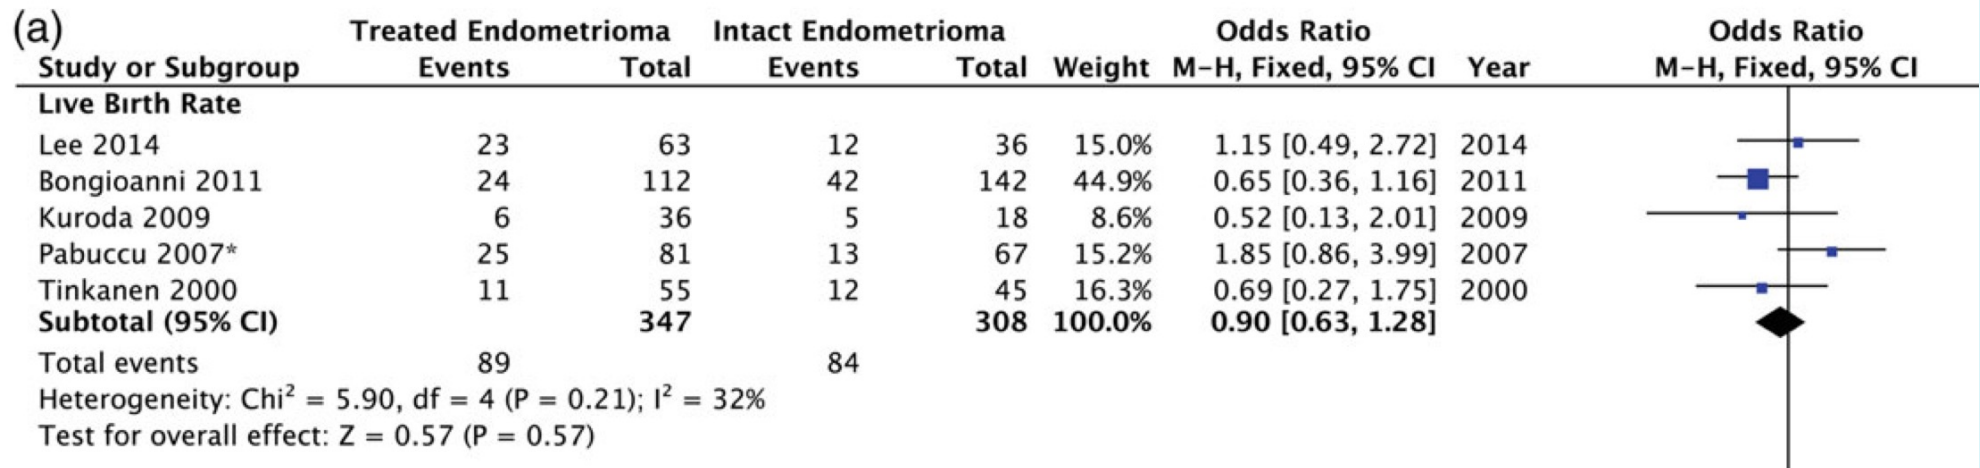 (a) Treated Endometrioma Intact Endometrioma Odds Ratio Odds Ratio
Study or Subgroup Events Total Events Total Weight M-H, Fixed, 95% CI Year M-H, Fixed, 95% CI
Live Birth Rate
Lee 2014 23 63 12 36 15.0% 1.15 [0.49, 2.72] 2014
Bongioanni 2011 24 112 42 142 44.9% 0.65 [0.36, 1.16] 2011
Kuroda 2009 6 36 5 18 8.6% 0.52 [0.13, 2.01] 2009
Pabuccu 2007* 25 81 13 67 15.2% 1.85 [0.86, 3.99] 2007
Tinkanen 2000 11 55 12 45 16.3% 0.69 [0.27, 1.75] 2000
Subtotal (95% CI) 347 308 100.0% 0.90 [0.63, 1.28]
Total events 89 84
Heterogeneity: Chi² = 5.90, df = 4 (P = 0.21); I² = 32%
Test for overall effect: Z = 0.57 (P = 0.57)